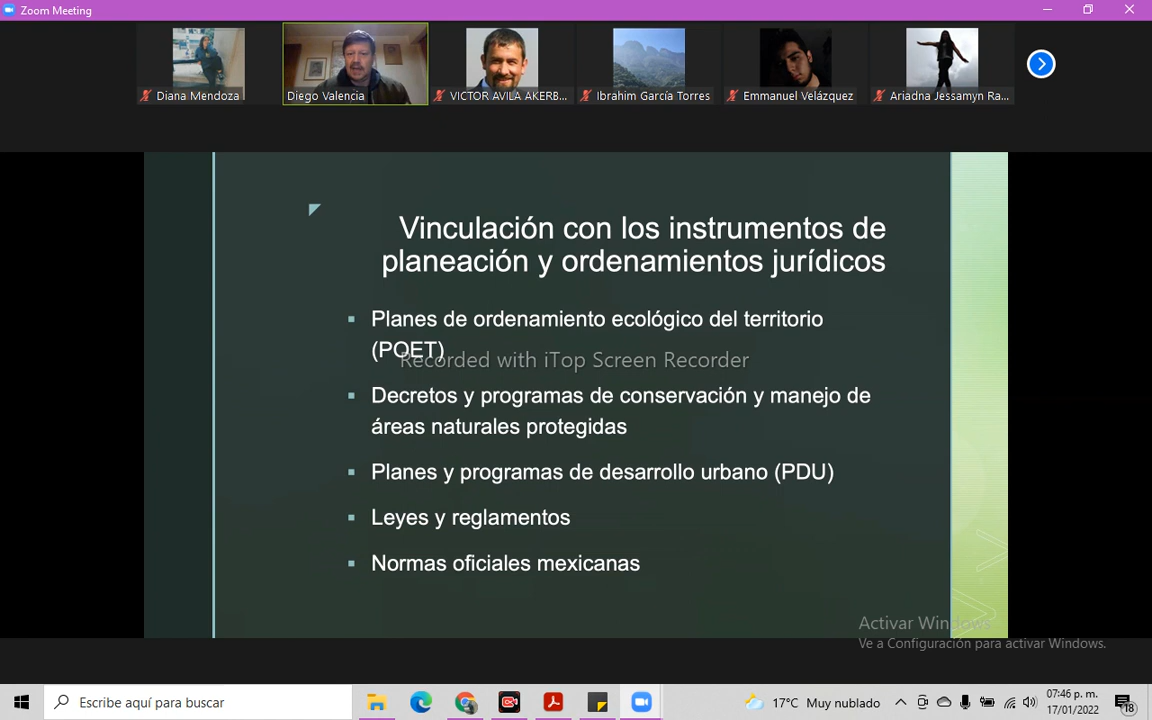 Zoom Meeting
Diana Mendoza
Diego Valencia
VICTOR AVILA AKERB...
Ibrahim García Torres
Emmanuel Velázquez
Ariadna Jessamyn Ra...
Vinculación con los instrumentos de
planeación y ordenamientos jurídicos
Planes de ordenamiento ecológico del territorio
(POET)
Recorded with iTop Screen Recorder
Decretos y programas de conservación y manejo de
áreas naturales protegidas
Planes y programas de desarrollo urbano (PDU)
Leyes y reglamentos
Normas oficiales mexicanas
Activar Windows
Ve a Configuración para activar Windows.
Escribe aquí para buscar
17°C Muy nublado
07:46 p. m.
17/01/2022
18